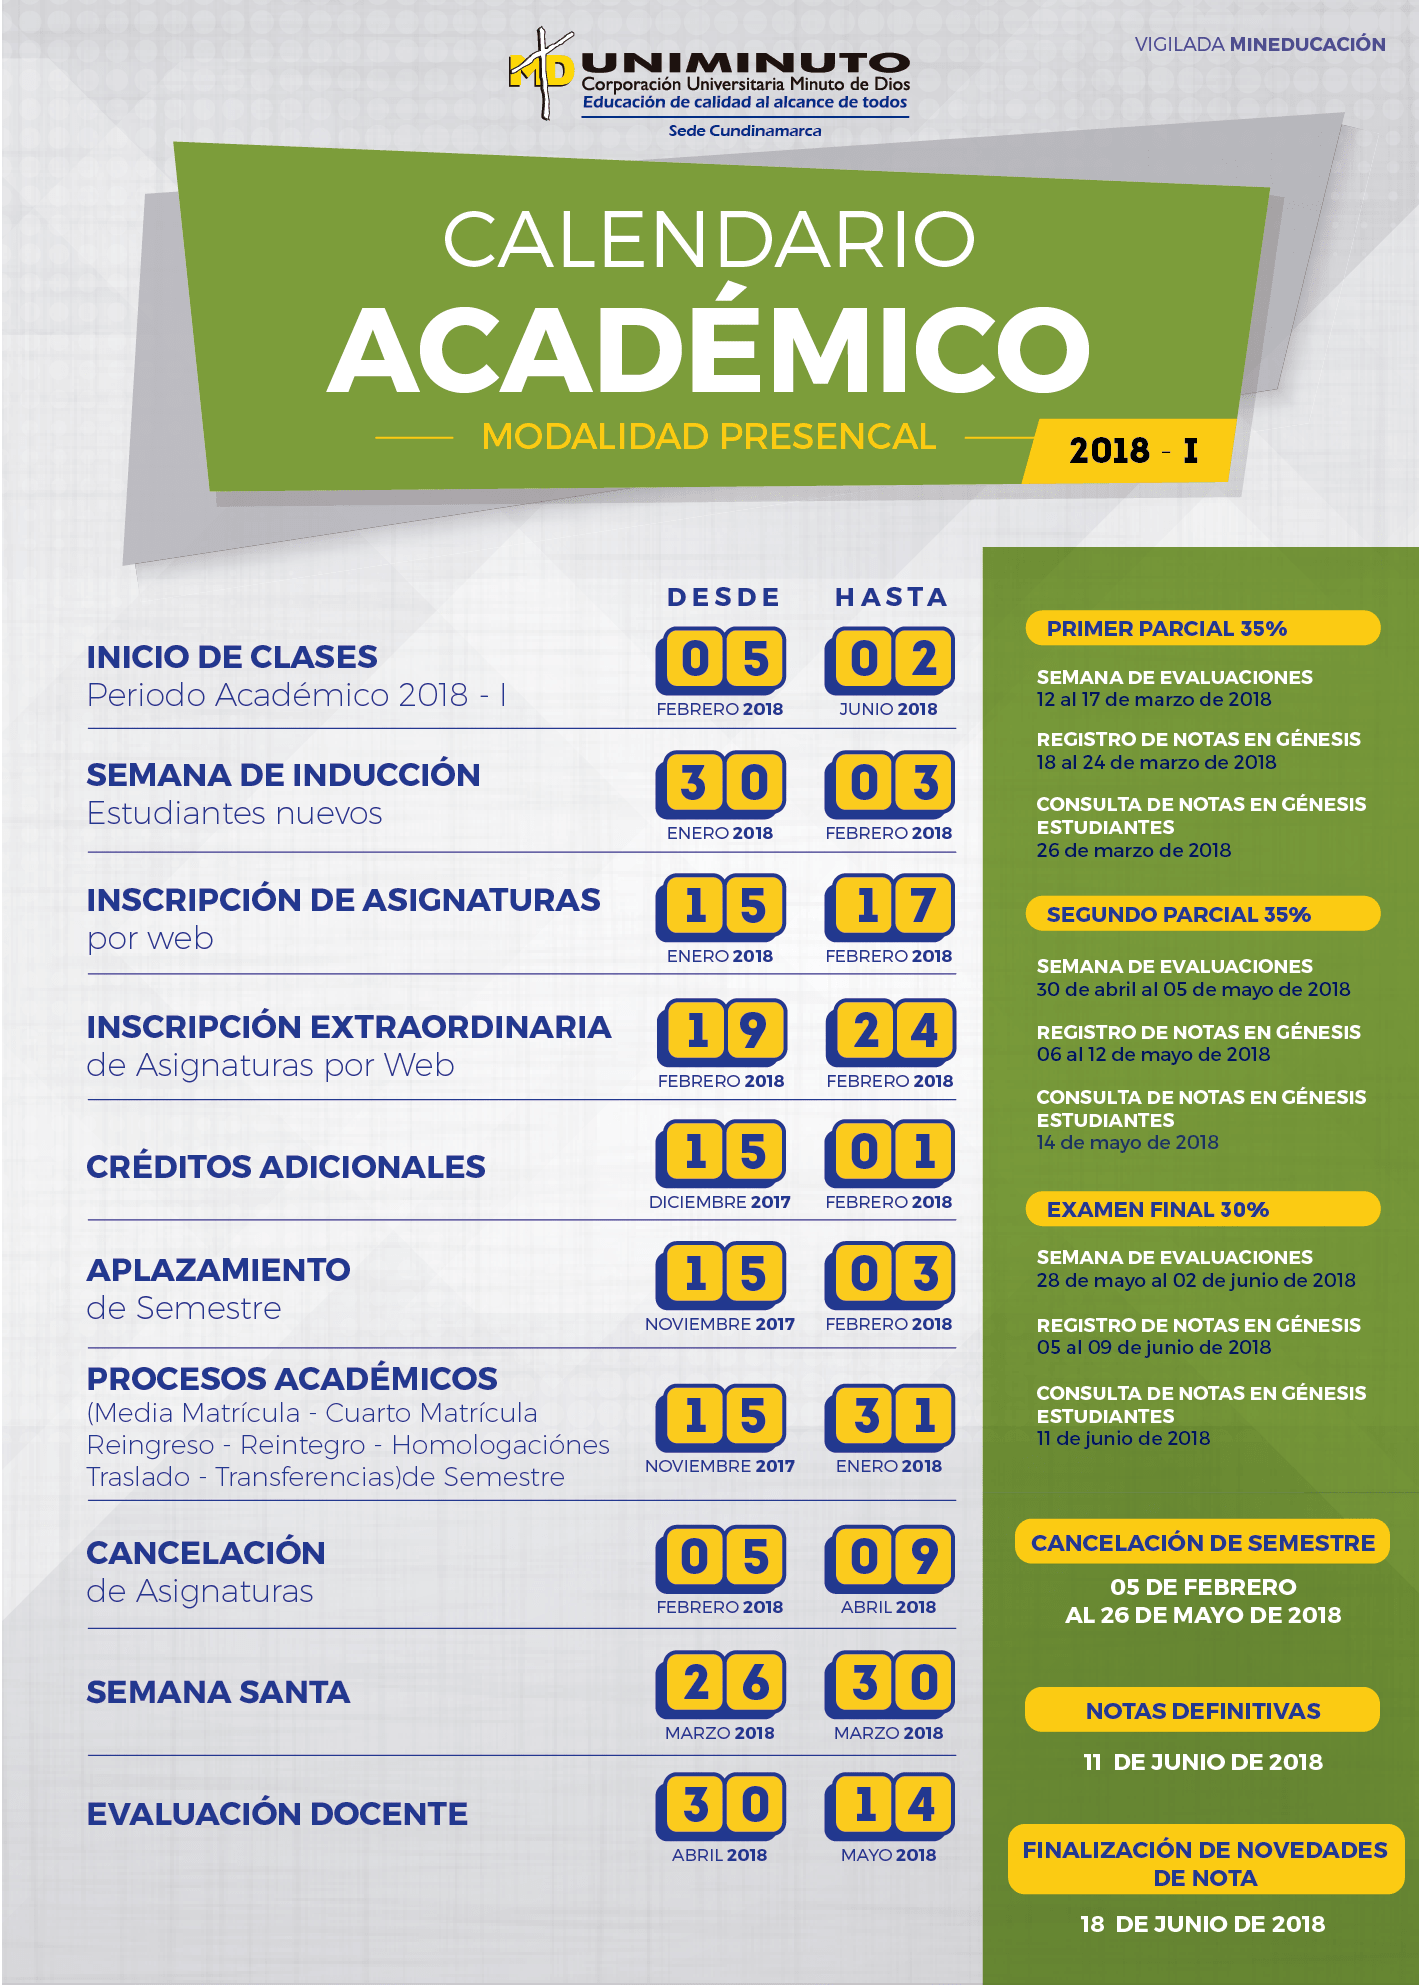 VIGILADA MINEDUCACIÓN
MD UNIMINUTO
Corporación Universitaria Minuto de Dios
Educación de calidad al alcance de todos
Sede Cundinamarca
CALENDARIO
ACADÉMICO
MODALIDAD PRESENCAL
2018 - I
DESDE HASTA
INICIO DE CLASES
Periodo Académico 2018 - I
05 02
FEBRERO 2018 JUNIO 2018
SEMANA DE INDUCCIÓN
Estudiantes nuevos
30 03
ENERO 2018 FEBRERO 2018
INSCRIPCIÓN DE ASIGNATURAS
por web
15 17
ENERO 2018 FEBRERO 2018
INSCRIPCIÓN EXTRAORDINARIA
de Asignaturas por Web
19 24
FEBRERO 2018 FEBRERO 2018
CRÉDITOS ADICIONALES
15 01
DICIEMBRE 2017 FEBRERO 2018
APLAZAMIENTO
de Semestre
15 03
NOVIEMBRE 2017 FEBRERO 2018
PROCESOS ACADÉMICOS
(Media Matrícula - Cuarto Matrícula
Reingreso - Reintegro - Homologaciónes
Traslado - Transferencias)de Semestre
15 31
NOVIEMBRE 2017 ENERO 2018
CANCELACIÓN
de Asignaturas
05 09
FEBRERO 2018 ABRIL 2018
SEMANA SANTA
26 30
MARZO 2018 MARZO 2018
EVALUACIÓN DOCENTE
30 14
ABRIL 2018 MAYO 2018
PRIMER PARCIAL 35%
SEMANA DE EVALUACIONES
12 al 17 de marzo de 2018
REGISTRO DE NOTAS EN GÉNESIS
18 al 24 de marzo de 2018
CONSULTA DE NOTAS EN GÉNESIS
ESTUDIANTES
26 de marzo de 2018
SEGUNDO PARCIAL 35%
SEMANA DE EVALUACIONES
30 de abril al 05 de mayo de 2018
REGISTRO DE NOTAS EN GÉNESIS
06 al 12 de mayo de 2018
CONSULTA DE NOTAS EN GÉNESIS
ESTUDIANTES
14 de mayo de 2018
EXAMEN FINAL 30%
SEMANA DE EVALUACIONES
28 de mayo al 02 de junio de 2018
REGISTRO DE NOTAS EN GÉNESIS
05 al 09 de junio de 2018
CONSULTA DE NOTAS EN GÉNESIS
ESTUDIANTES
11 de junio de 2018
CANCELACIÓN DE SEMESTRE
05 DE FEBRERO
AL 26 DE MAYO DE 2018
NOTAS DEFINITIVAS
11 DE JUNIO DE 2018
FINALIZACIÓN DE NOVEDADES
DE NOTA
18 DE JUNIO DE 2018